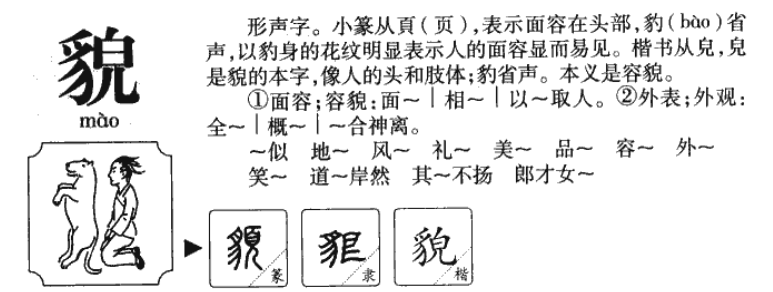 貌
mào
形声字。小篆从頁(页),表示面容在头部,豹(bào)省
声,以豹身的花纹明显表示人的面容显而易见。楷书从皃,皃
是貌的本字,像人的头和肢体;豹省声。本义是容貌。
①面容;容貌:面～｜相～｜以～取人。②外表;外观:
全～｜概～｜～合神离。
～似 地～ 风～ 礼～ 美～ 品～ 容～ 外～
笑～ 道～岸然 其～不扬 郎才女～
篆 隶 貌 楷